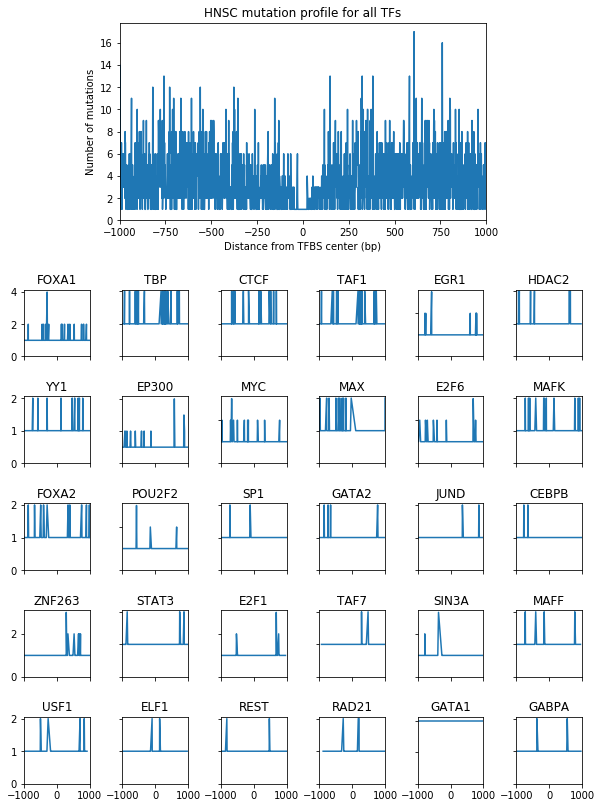 HNSC mutation profile for all TFs
Number of mutations
16
14
12
10
8
6
4
2
0
−1000 −750 −500 −250 0 250 500 750 1000
Distance from TFBS center (bp)
FOXA1 TBP CTCF TAF1 EGR1 HDAC2
4
2
0
YY1 EP300 MYC MAX E2F6 MAFK
2
1
0
FOXA2 POU2F2 SP1 GATA2 JUND CEBPB
2
1
0
ZNF263 STAT3 E2F1 TAF7 SIN3A MAFF
2
0
USF1 ELF1 REST RAD21 GATA1 GABPA
2
1
0
−1000 0 1000 −1000 0 1000 −1000 0 1000 −1000 0 1000 −1000 0 1000 −1000 0 1000